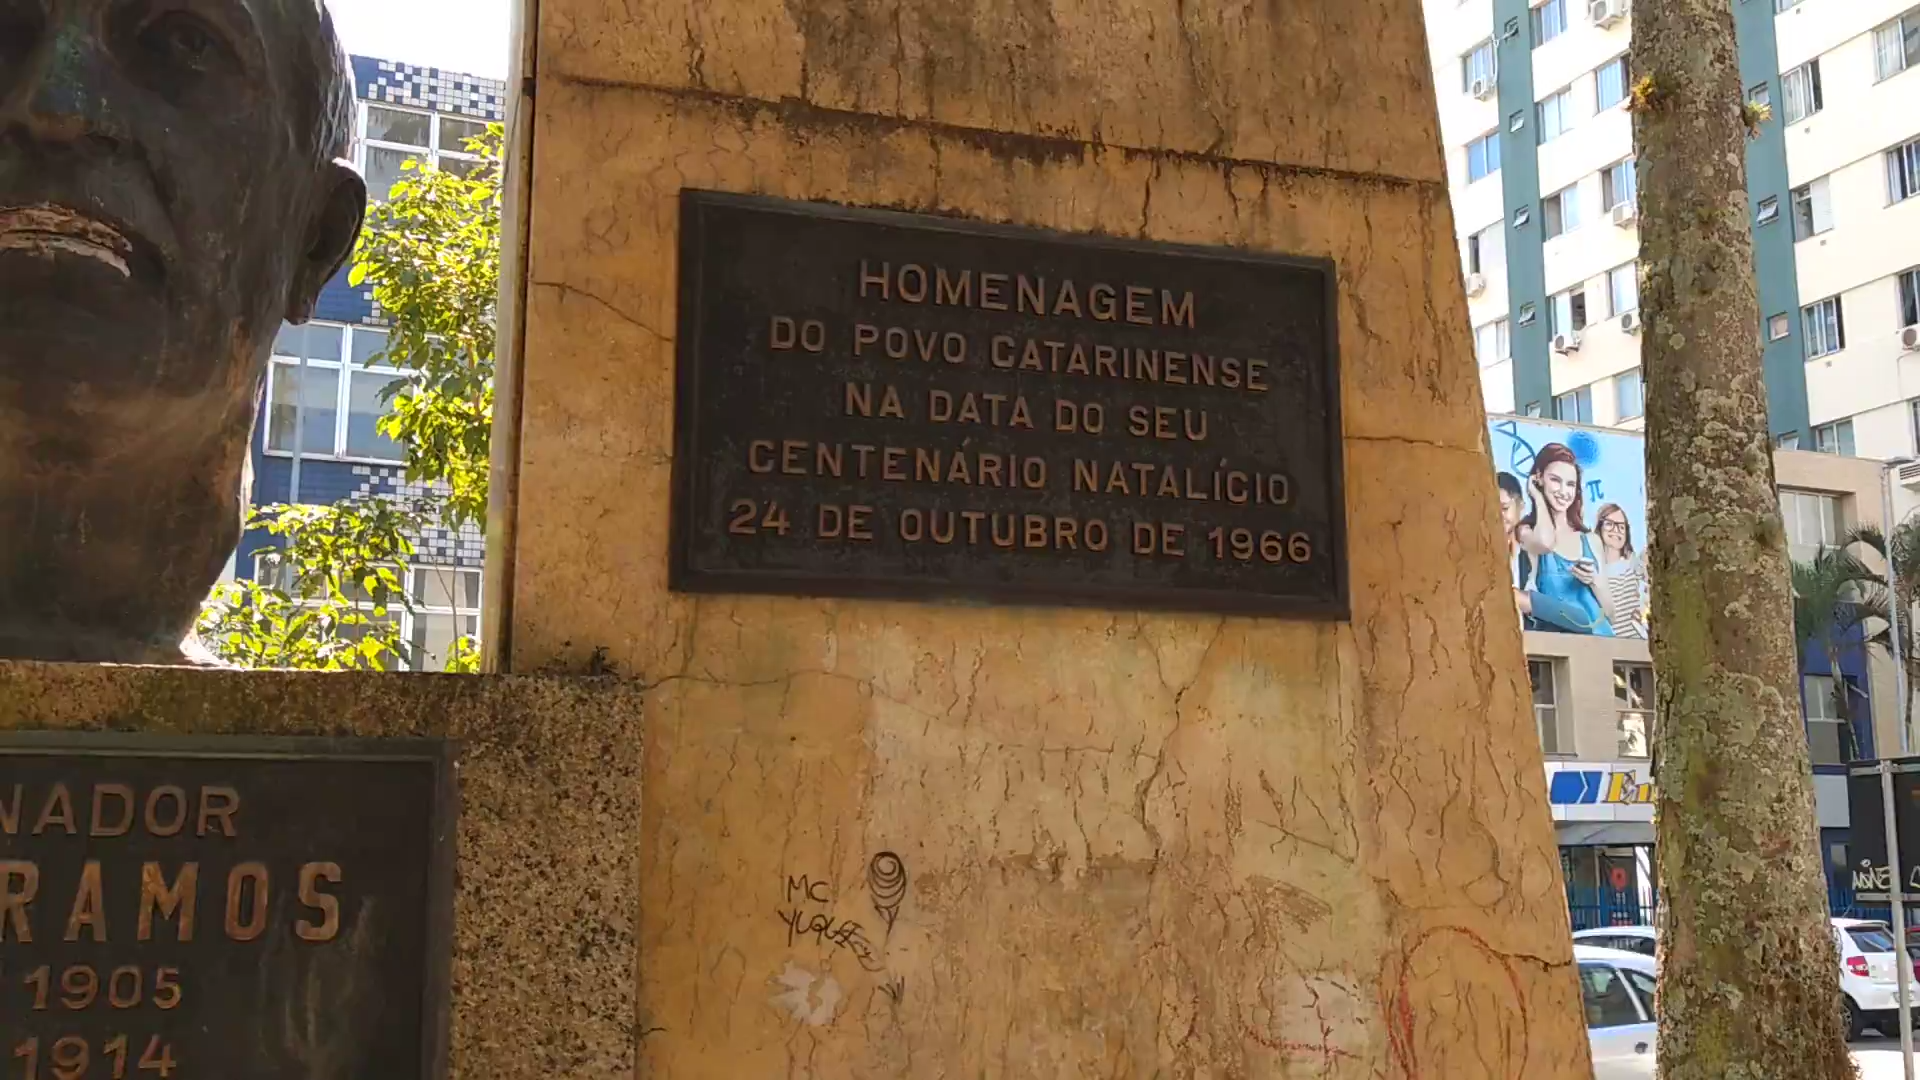 HOMENAGEM
DO POVO CATARINENSE
NA DATA DO SEU
CENTENÁRIO NATALÍCIO
24 DE OUTUBRO DE 1966
NADOR
RAMOS
1905
1914
MC
π